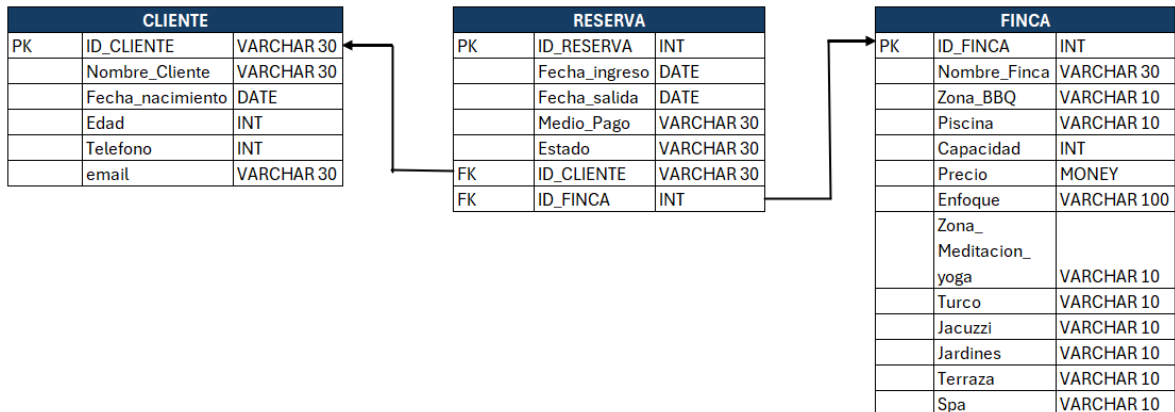 CLIENTE
PK ID_CLIENTE VARCHAR 30
Nombre_Cliente VARCHAR 30
Fecha_nacimiento DATE
Edad INT
Telefono INT
email VARCHAR 30
RESERVA
PK ID_RESERVA INT
Fecha_ingreso DATE
Fecha_salida DATE
Medio_Pago VARCHAR 30
Estado VARCHAR 30
FK ID_CLIENTE VARCHAR 30
FK ID_FINCA INT
FINCA
PK ID_FINCA INT
Nombre_Finca VARCHAR 30
Zona_BBQ VARCHAR 10
Piscina VARCHAR 10
Capacidad INT
Precio MONEY
Enfoque VARCHAR 100
Zona_
Meditacion_
yoga VARCHAR 10
Turco VARCHAR 10
Jacuzzi VARCHAR 10
Jardines VARCHAR 10
Terraza VARCHAR 10
Spa VARCHAR 10